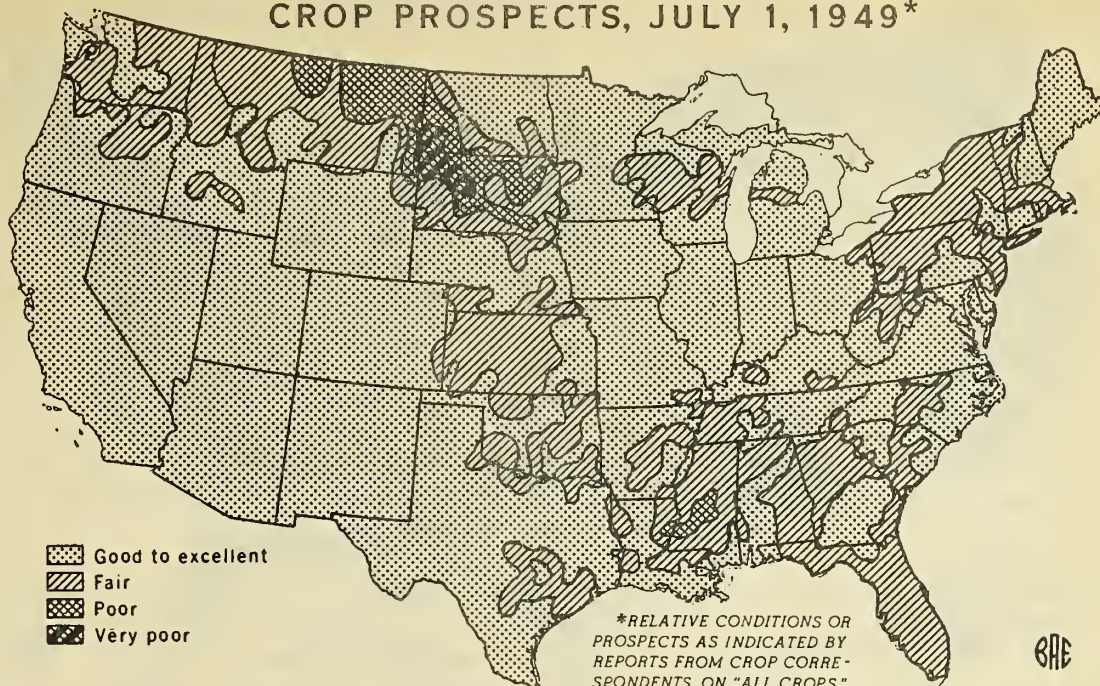 CROP PROSPECTS, JULY 1, 1949*
Good to excellent
Fair
Poor
Very poor
*RELATIVE CONDITIONS OR
PROSPECTS AS INDICATED BY
REPORTS FROM CROP CORRE-
SPONDENTS ON "ALL CROPS."
BAE